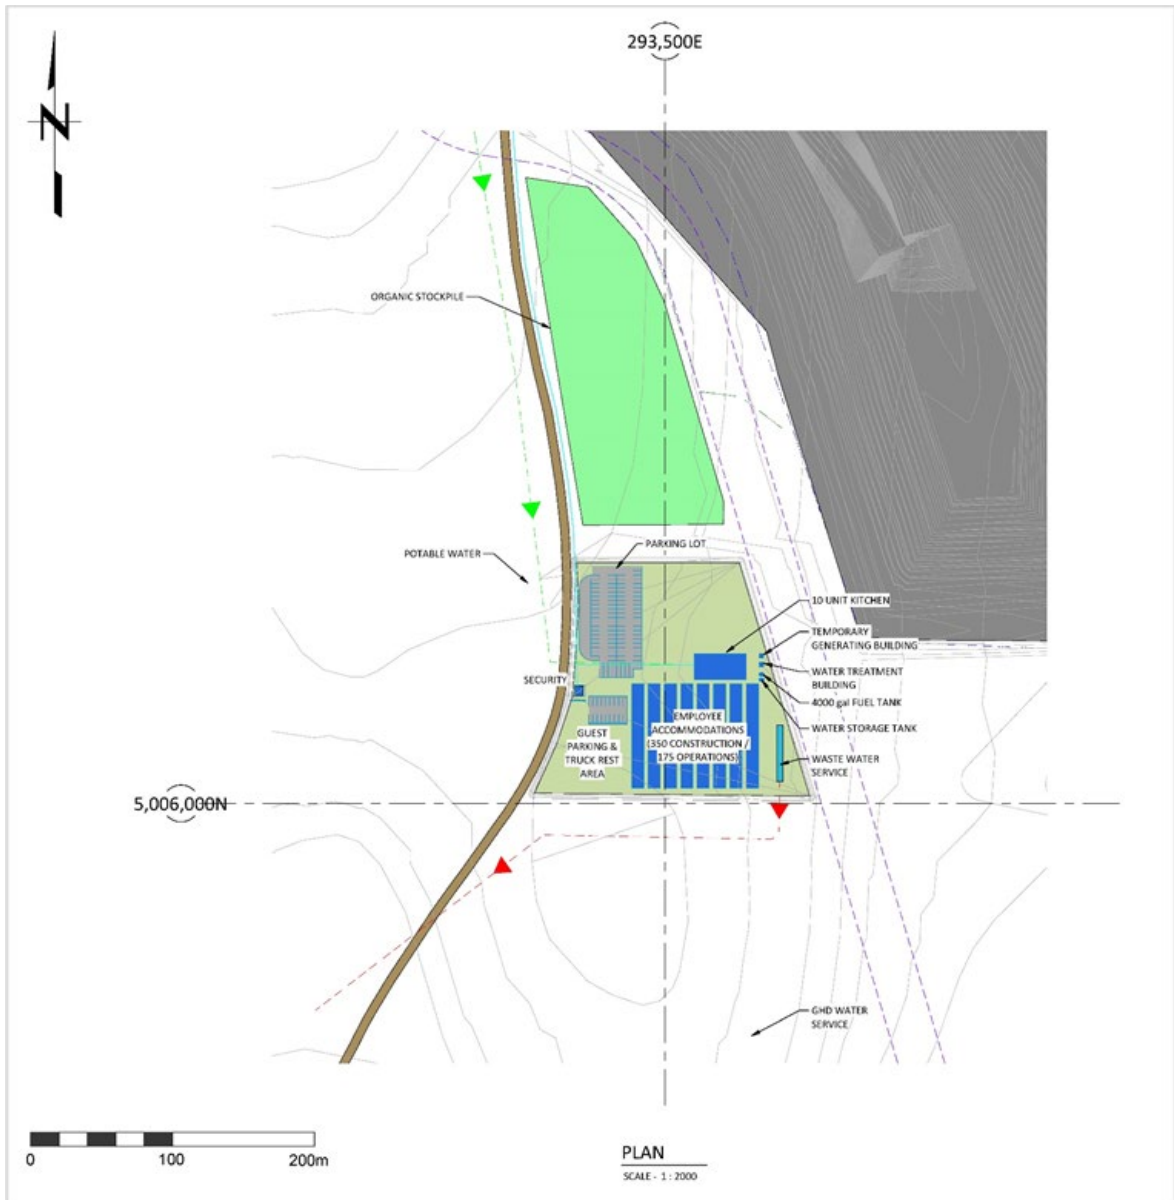 293,500E
N
ORGANIC STOCKPILE
PARKING LOT
POTABLE WATER
10 UNIT KITCHEN
TEMPORARY
GENERATING BUILDING
WATER TREATMENT
BUILDING
SECURITY
4000 gal FUEL TANK
EMPLOYEE
ACCOMMODATIONS
(350 CONSTRUCTION /
175 OPERATIONS)
WATER STORAGE TANK
GUEST
PARKING &
TRUCK REST
AREA
WASTE WATER
SERVICE
5,006,000N
GHD WATER
SERVICE
0 100 200m
PLAN
SCALE - 1 : 2000